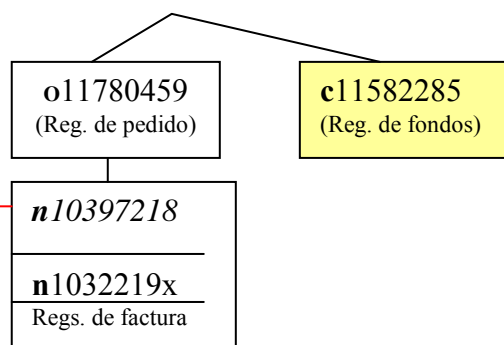 o11780459
(Reg. de pedido)
c11582285
(Reg. de fondos)
n10397218
n1032219x
Regs. de factura